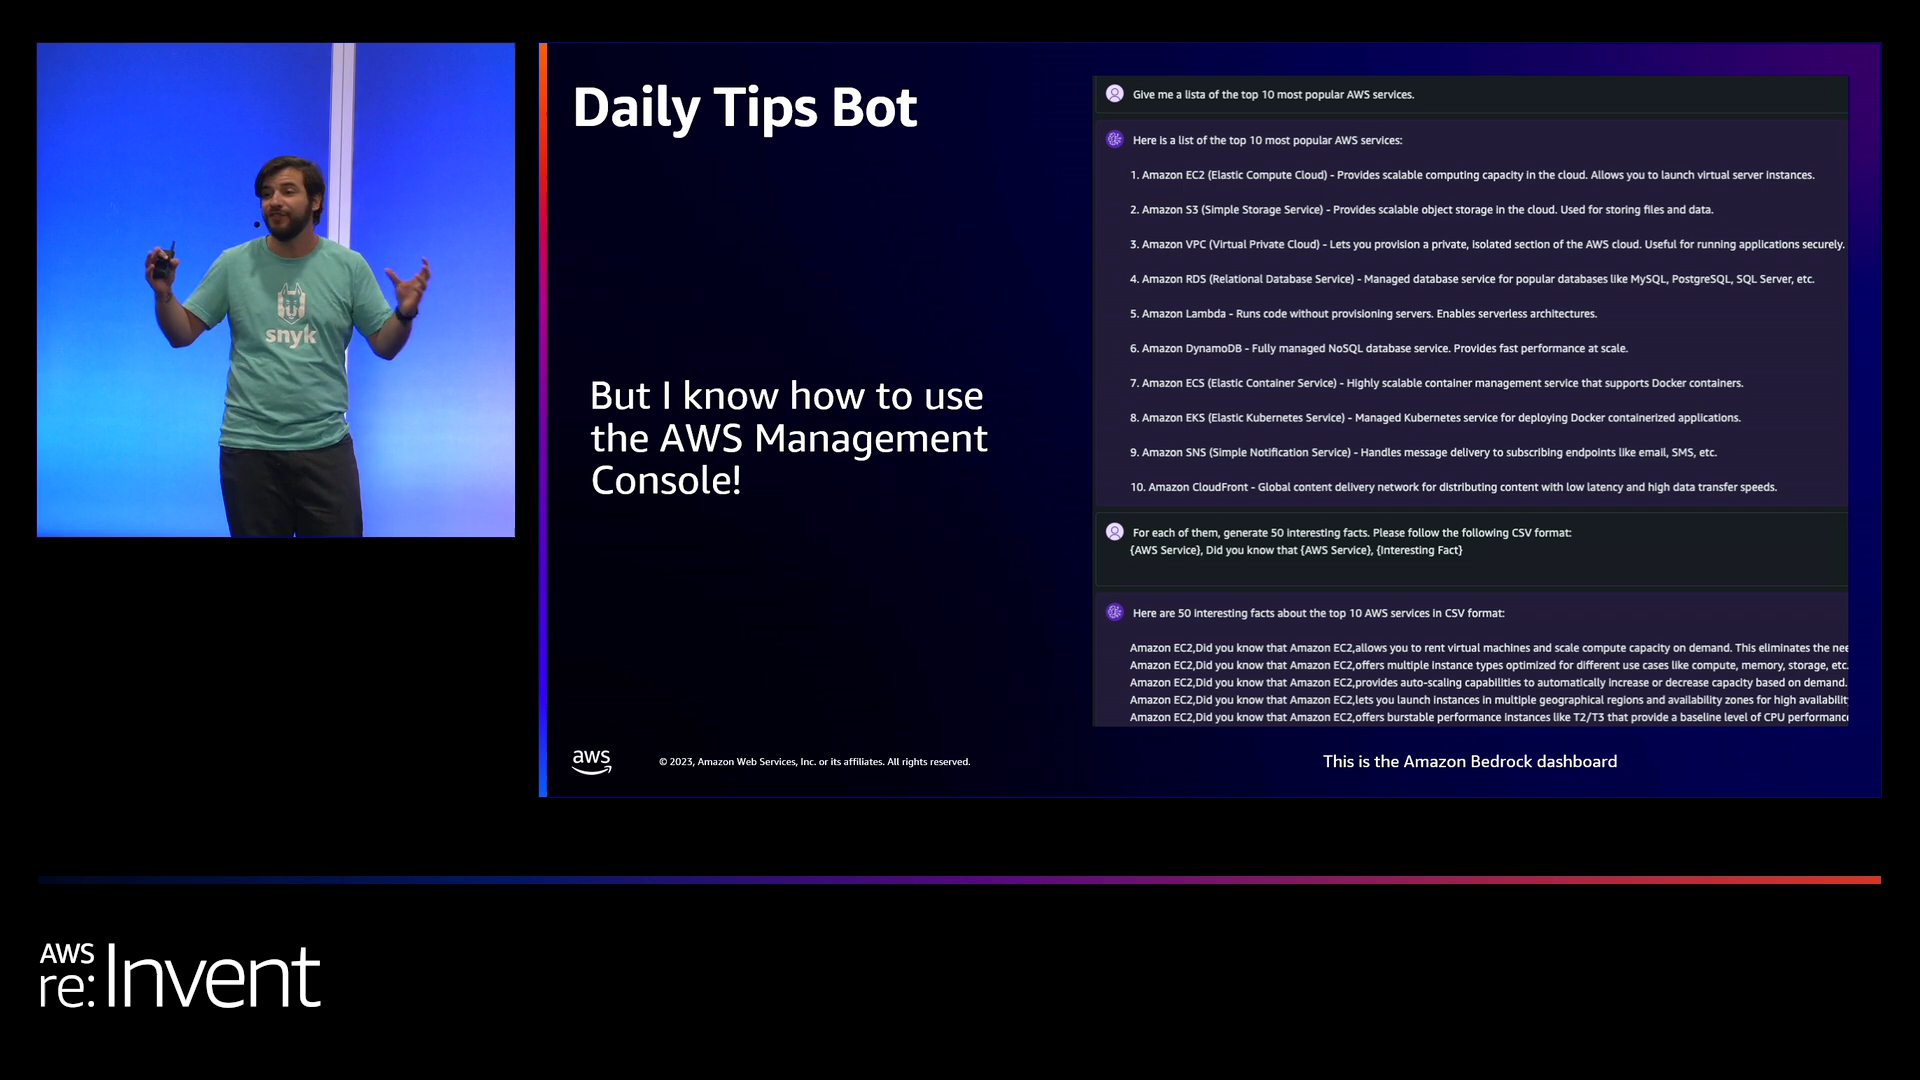 snyk
Daily Tips Bot
But I know how to use
the AWS Management
Console!
Give me a lista of the top 10 most popular AWS services.
Here is a list of the top 10 most popular AWS services:
1. Amazon EC2 (Elastic Compute Cloud) - Provides scalable computing capacity in the cloud. Allows you to launch virtual server instances.
2. Amazon S3 (Simple Storage Service) - Provides scalable object storage in the cloud. Used for storing files and data.
3. Amazon VPC (Virtual Private Cloud) - Lets you provision a private, isolated section of the AWS cloud. Useful for running applications securely.
4. Amazon RDS (Relational Database Service) - Managed database service for popular databases like MySQL, PostgreSQL, SQL Server, etc.
5. Amazon Lambda - Runs code without provisioning servers. Enables serverless architectures.
6. Amazon DynamoDB - Fully managed NoSQL database service. Provides fast performance at scale.
7. Amazon ECS (Elastic Container Service) - Highly scalable container management service that supports Docker containers.
8. Amazon EKS (Elastic Kubernetes Service) - Managed Kubernetes service for deploying Docker containerized applications.
9. Amazon SNS (Simple Notification Service) - Handles message delivery to subscribing endpoints like email, SMS, etc.
10. Amazon CloudFront - Global content delivery network for distributing content with low latency and high data transfer speeds.
For each of them, generate 50 interesting facts. Please follow the following CSV format:
{AWS Service}, Did you know that {AWS Service}, {Interesting Fact}
Here are 50 interesting facts about the top 10 AWS services in CSV format:
Amazon EC2,Did you know that Amazon EC2,allows you to rent virtual machines and scale compute capacity on demand. This eliminates the nee
Amazon EC2,Did you know that Amazon EC2,offers multiple instance types optimized for different use cases like compute, memory, storage, etc.
Amazon EC2,Did you know that Amazon EC2,provides auto-scaling capabilities to automatically increase or decrease capacity based on demand.
Amazon EC2,Did you know that Amazon EC2,lets you launch instances in multiple geographical regions and availability zones for high availabilit
Amazon EC2,Did you know that Amazon EC2,offers burstable performance instances like T2/T3 that provide a baseline level of CPU performanc
aws
© 2023, Amazon Web Services, Inc. or its affiliates. All rights reserved.
This is the Amazon Bedrock dashboard
AWS
re:Invent